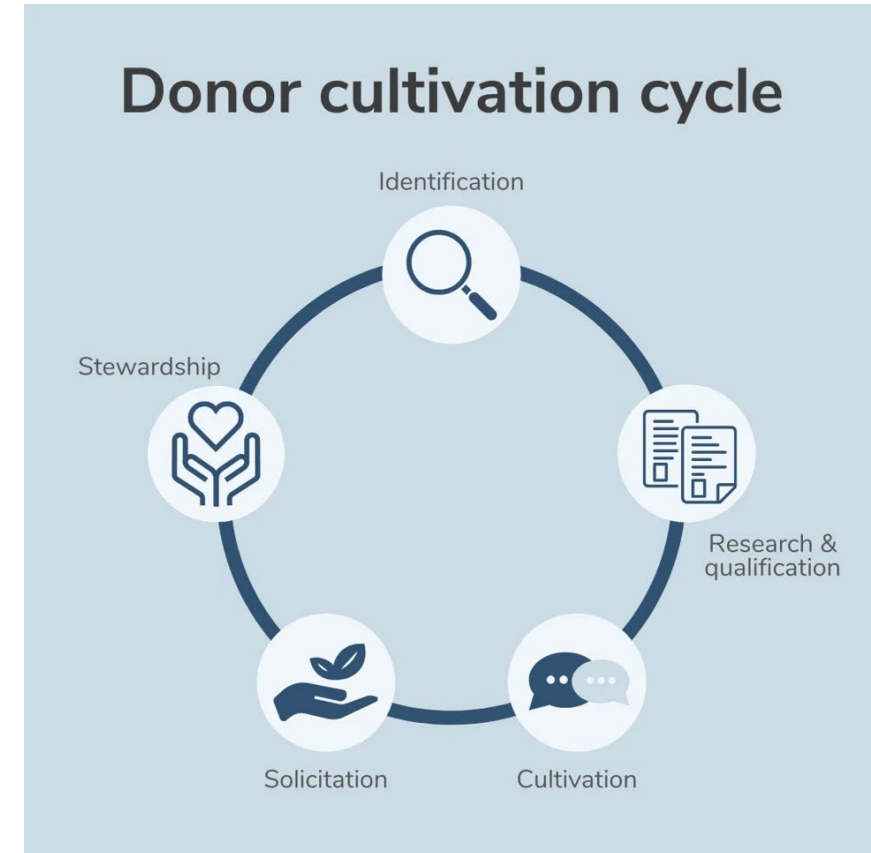 Donor cultivation cycle
Identification
Stewardship
Research &
qualification
Solicitation
Cultivation